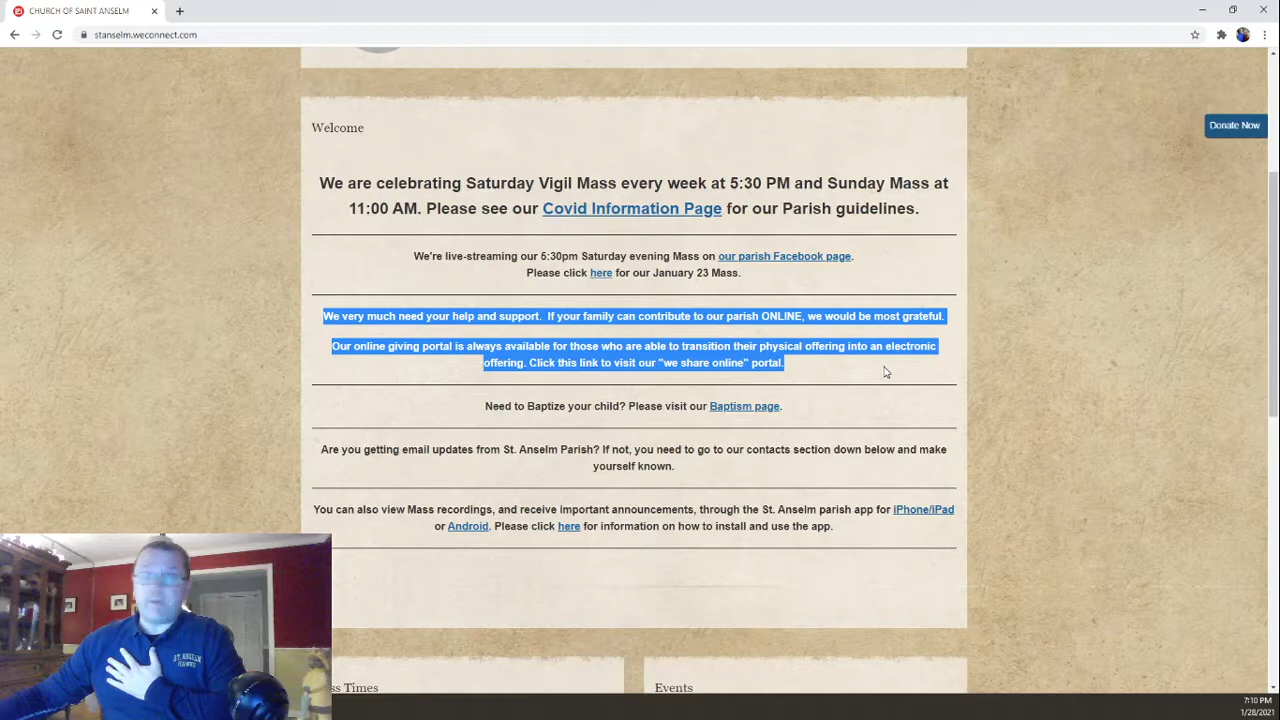 CHURCH OF SAINT ANSELM
stanselm.weconnect.com
Donate Now
Welcome
We are celebrating Saturday Vigil Mass every week at 5:30 PM and Sunday Mass at
11:00 AM. Please see our Covid Information Page for our Parish guidelines.
We're live-streaming our 5:30pm Saturday evening Mass on our parish Facebook page.
Please click here for our January 23 Mass.
We very much need your help and support.  If your family can contribute to our parish ONLINE, we would be most grateful.
Our online giving portal is always available for those who are able to transition their physical offering into an electronic
offering. Click this link to visit our "we share online" portal.
Need to Baptize your child? Please visit our Baptism page.
Are you getting email updates from St. Anselm Parish? If not, you need to go to our contacts section down below and make
yourself known.
You can also view Mass recordings, and receive important announcements, through the St. Anselm parish app for iPhone/iPad
or Android. Please click here for information on how to install and use the app.
ST. ANSELM
HAWKS
ss Times
Events
7:10 PM
1/28/2021